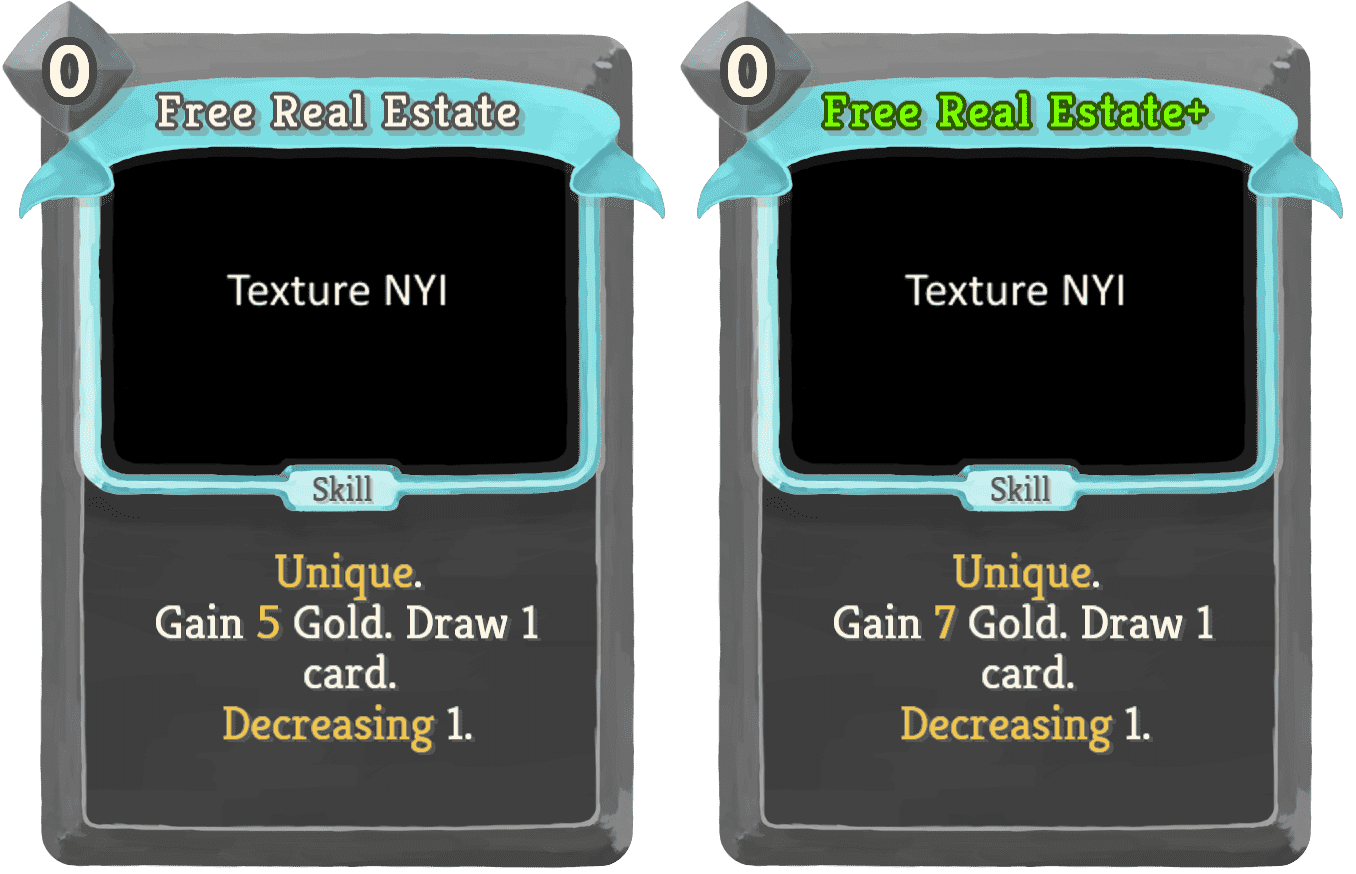 0
Free Real Estate
Texture NYI
Skill
Unique.
Gain 5 Gold. Draw 1
card.
Decreasing 1.
0
Free Real Estate+
Texture NYI
Skill
Unique.
Gain 7 Gold. Draw 1
card.
Decreasing 1.